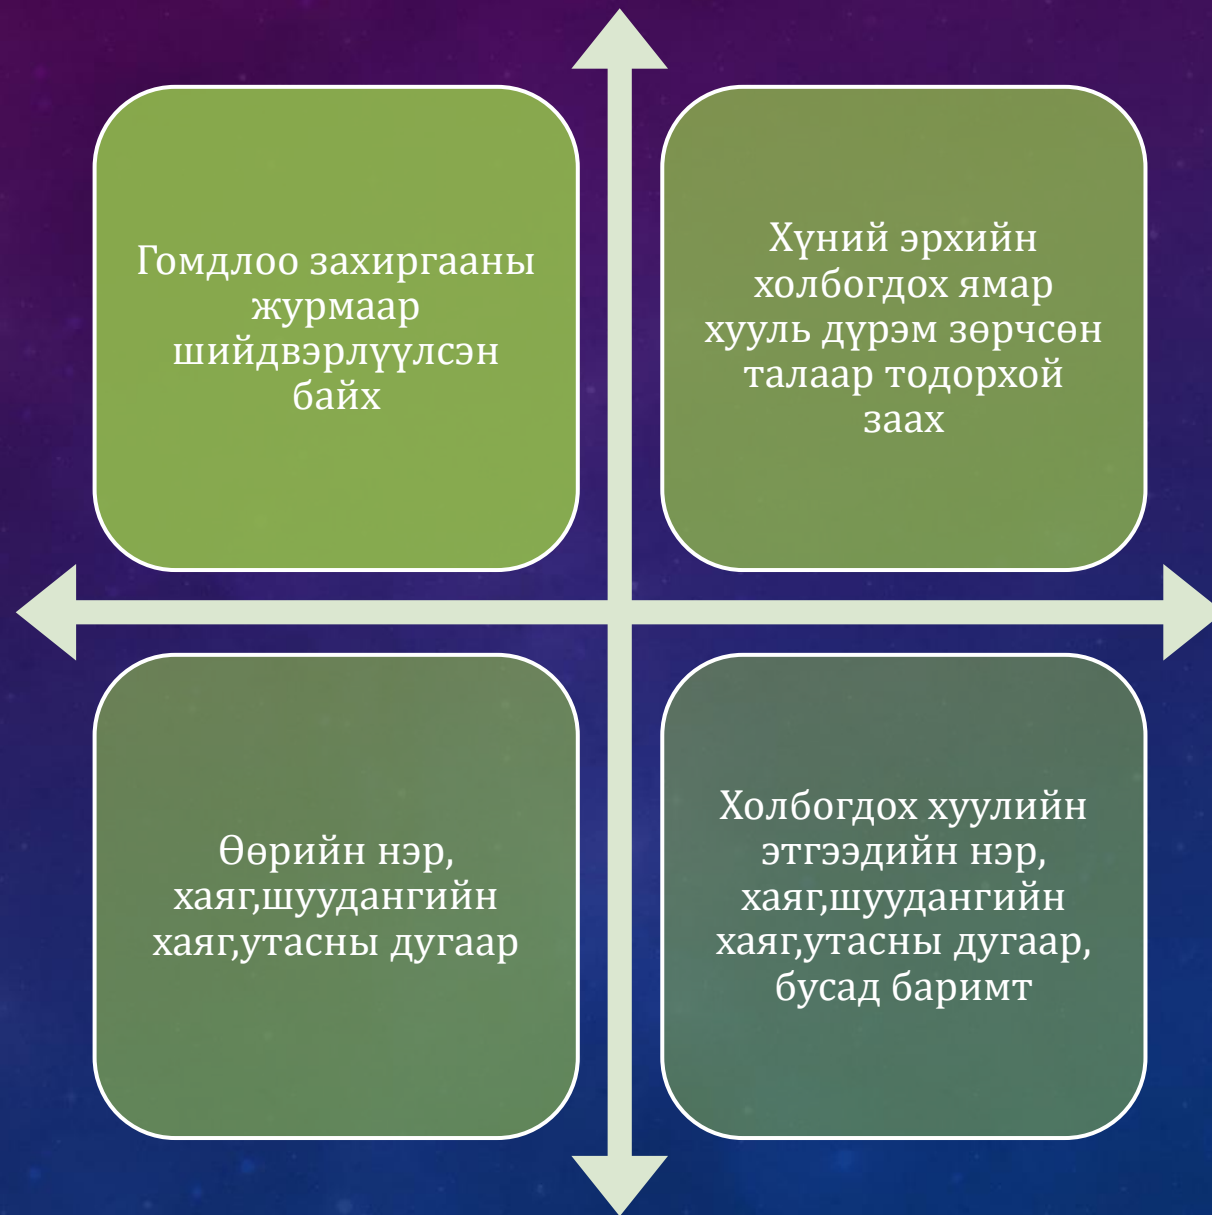 Гомдлоо захиргааны
журмаар
шийдвэрлүүлсэн
байх
Хүний эрхийн
холбогдох ямар
хууль дүрэм зөрчсөн
талаар тодорхой
заах
Өөрийн нэр,
хаяг,шуудангийн
хаяг,утасны дугаар
Холбогдох хуулийн
этгээдийн нэр,
хаяг,шуудангийн
хаяг,утасны дугаар,
бусад баримт